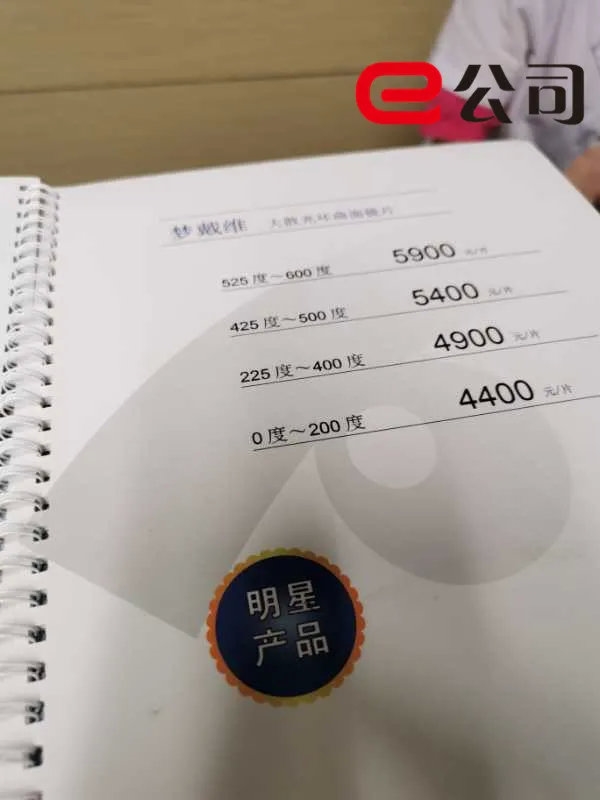 e公司
梦戴维 大散光环曲面镜片
525度～600度 5900 元/片
425度～500度 5400 元/片
225度～400度 4900 元/片
0度～200度 4400 元/片
明星
产品